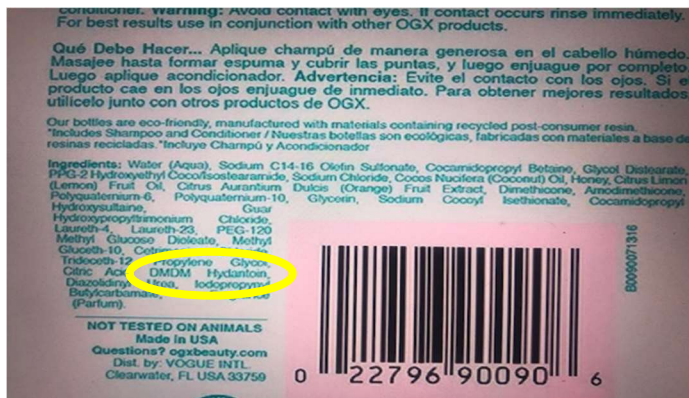 conditioner. Warning: Avoid contact with eyes. If contact occurs rinse immediately.
For best results use in conjunction with other OGX products.
Qué Debe Hacer... Aplique champú de manera generosa en el cabello húmedo.
Masajee hasta formar espuma y cubrir las puntas, y luego enjuague por completo.
Luego aplique acondicionador. Advertencia: Evite el contacto con los ojos. Si el
producto cae en los ojos enjuague de inmediato. Para obtener mejores resultados
utilícelo junto con otros productos de OGX.
Our bottles are eco-friendly, manufactured with materials containing recycled post-consumer resin.
*Includes Shampoo and Conditioner / Nuestras botellas son ecológicas, fabricadas con materiales a base de
resinas recicladas. *Incluye Champú y Acondicionador
Ingredients: Water (Aqua), Sodium C14-16 Olefin Sulfonate, Cocamidopropyl Betaine, Glycol Distearate,
PPG-2 Hydroxyethyl Coco/Isostearamide, Sodium Chloride, Cocos Nucifera (Coconut) Oil, Honey, Citrus Limon
(Lemon) Fruit Oil, Citrus Aurantium Dulcis (Orange) Fruit Extract, Dimethicone, Amodimethicone,
Polyquaternium-6, Polyquaternium-10, Glycerin, Sodium Cocoyl Isethionate, Cocamidopropyl
Hydroxysultaine, Guar
Hydroxypropyltrimonium Chloride,
Laureth-4, Laureth-23, PEG-120
Methyl Glucose Dioleate, Methyl
Gluceth-10,
Trideceth-12, Propylene Glycol,
Citric Acid, DMDM Hydantoin,
Diazolidinyl Urea, Iodopropynyl
Butylcarbamate,
(Parfum).
NOT TESTED ON ANIMALS
Made in USA
Questions? ogxbeauty.com
Dist. by: VOGUE INTL.
Clearwater, FL USA 33759
0 22796 90090 6
B0090071316